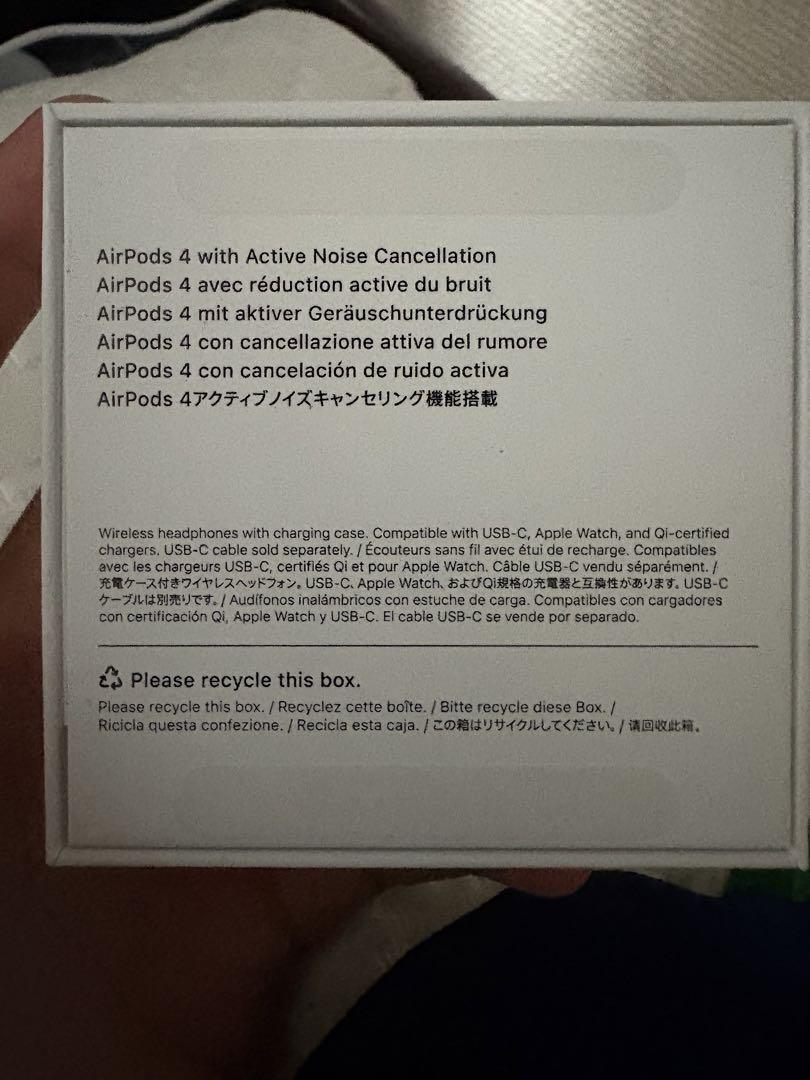 AirPods 4 with Active Noise Cancellation
AirPods 4 avec réduction active du bruit
AirPods 4 mit aktiver Geräuschunterdrückung
AirPods 4 con cancellazione attiva del rumore
AirPods 4 con cancelación de ruido activa
AirPods 4アクティブノイズキャンセリング機能搭載
Wireless headphones with charging case. Compatible with USB-C, Apple Watch, and Qi-certified
chargers. USB-C cable sold separately. / Écouteurs sans fil avec étui de recharge. Compatibles
avec les chargeurs USB-C, certifiés Qi et pour Apple Watch. Câble USB-C vendu séparément. /
充電ケース付きワイヤレスヘッドフォン。USB-C、Apple Watch、およびQi規格の充電器と互換性があります。USB-C
ケーブルは別売りです。/ Audífonos inalámbricos con estuche de carga. Compatibles con cargadores
con certificación Qi, Apple Watch y USB-C. El cable USB-C se vende por separado.
Please recycle this box.
Please recycle this box. / Recyclez cette boîte. / Bitte recycle diese Box. /
Ricicla questa confezione. / Recicla esta caja. / この箱はリサイクルしてください。/ 请回收此箱。